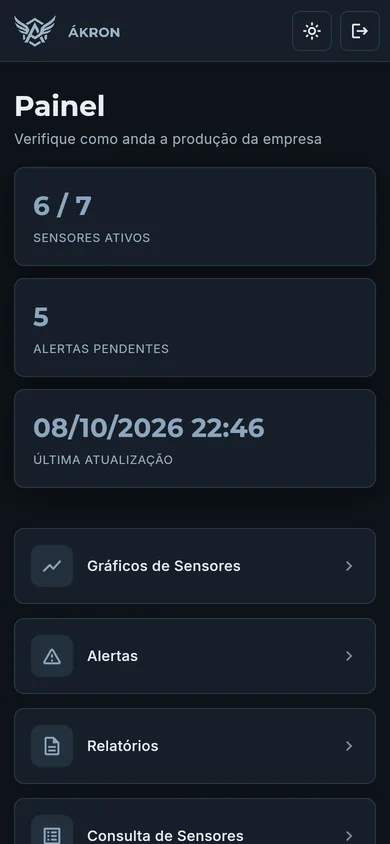 ÁKRON
Painel
Verifique como anda a produção da empresa
6 / 7
SENSORES ATIVOS
5
ALERTAS PENDENTES
08/10/2026 22:46
ÚLTIMA ATUALIZAÇÃO
Gráficos de Sensores
Alertas
Relatórios
Consulta de Sensores